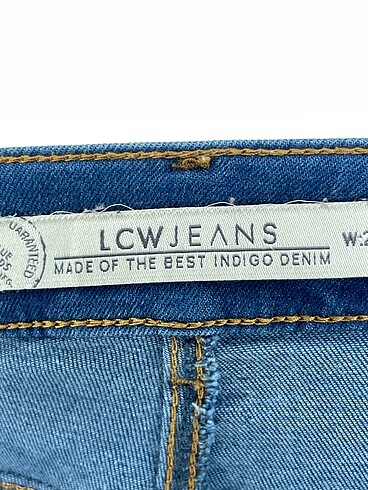 LCWJEANS
MADE OF THE BEST INDIGO DENIM
W:2